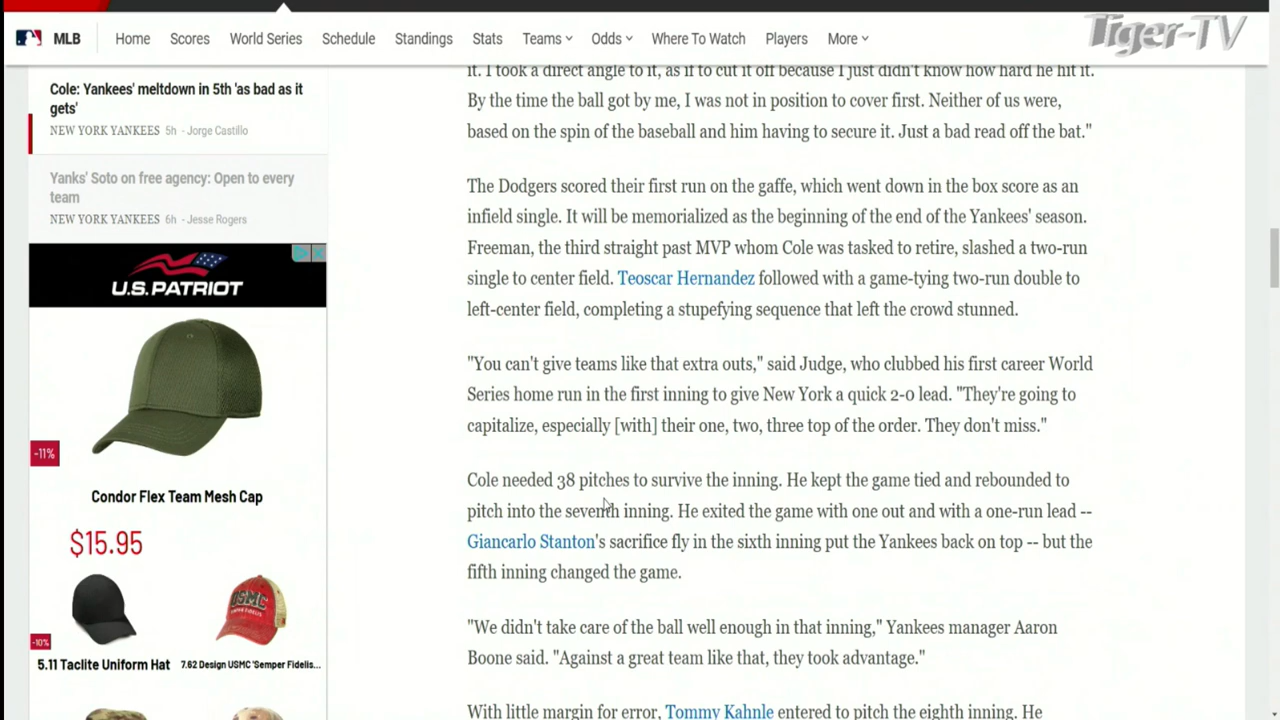 MLB Home Scores World Series Schedule Standings Stats Teams Odds Where To Watch Players More
Tiger-TV
Cole: Yankees' meltdown in 5th 'as bad as it
gets'
NEW YORK YANKEES 5h - Jorge Castillo
Yanks' Soto on free agency: Open to every
team
NEW YORK YANKEES 6h - Jesse Rogers
U.S. PATRIOT
-11%
Condor Flex Team Mesh Cap
$15.95
USMC
-10%
5.11 Taclite Uniform Hat
7.62 Design USMC 'Semper Fidelis...
it. I took a direct angle to it, as if to cut it off because I just didn't know how hard he hit it.
By the time the ball got by me, I was not in position to cover first. Neither of us were,
based on the spin of the baseball and him having to secure it. Just a bad read off the bat."
The Dodgers scored their first run on the gaffe, which went down in the box score as an
infield single. It will be memorialized as the beginning of the end of the Yankees' season.
Freeman, the third straight past MVP whom Cole was tasked to retire, slashed a two-run
single to center field. Teoscar Hernandez followed with a game-tying two-run double to
left-center field, completing a stupefying sequence that left the crowd stunned.
"You can't give teams like that extra outs," said Judge, who clubbed his first career World
Series home run in the first inning to give New York a quick 2-0 lead. "They're going to
capitalize, especially [with] their one, two, three top of the order. They don't miss."
Cole needed 38 pitches to survive the inning. He kept the game tied and rebounded to
pitch into the seventh inning. He exited the game with one out and with a one-run lead --
Giancarlo Stanton's sacrifice fly in the sixth inning put the Yankees back on top -- but the
fifth inning changed the game.
"We didn't take care of the ball well enough in that inning," Yankees manager Aaron
Boone said. "Against a great team like that, they took advantage."
With little margin for error, Tommy Kahnle entered to pitch the eighth inning. He